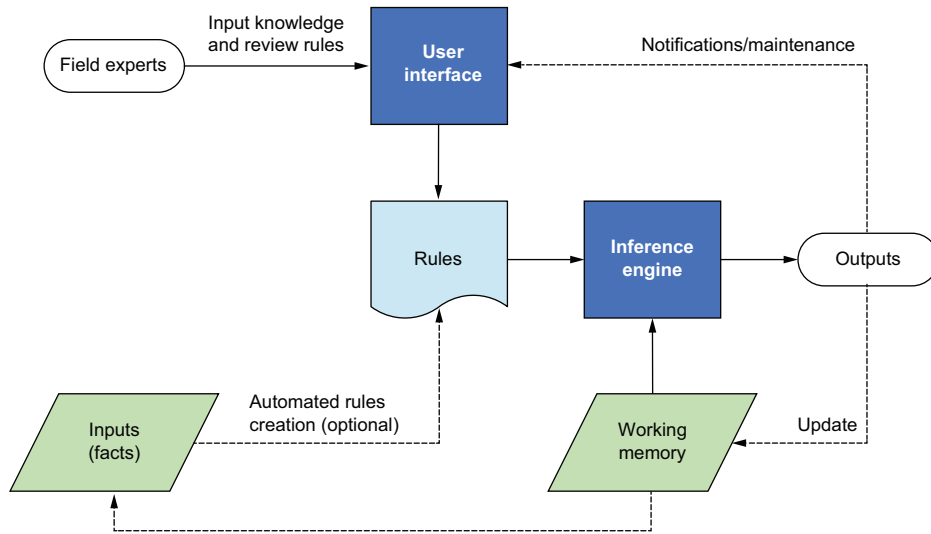 Input knowledge
and review rules
Field experts
User
interface
Notifications/maintenance
Rules
Inference
engine
Outputs
Automated rules
creation (optional)
Inputs
(facts)
Working
memory
Update